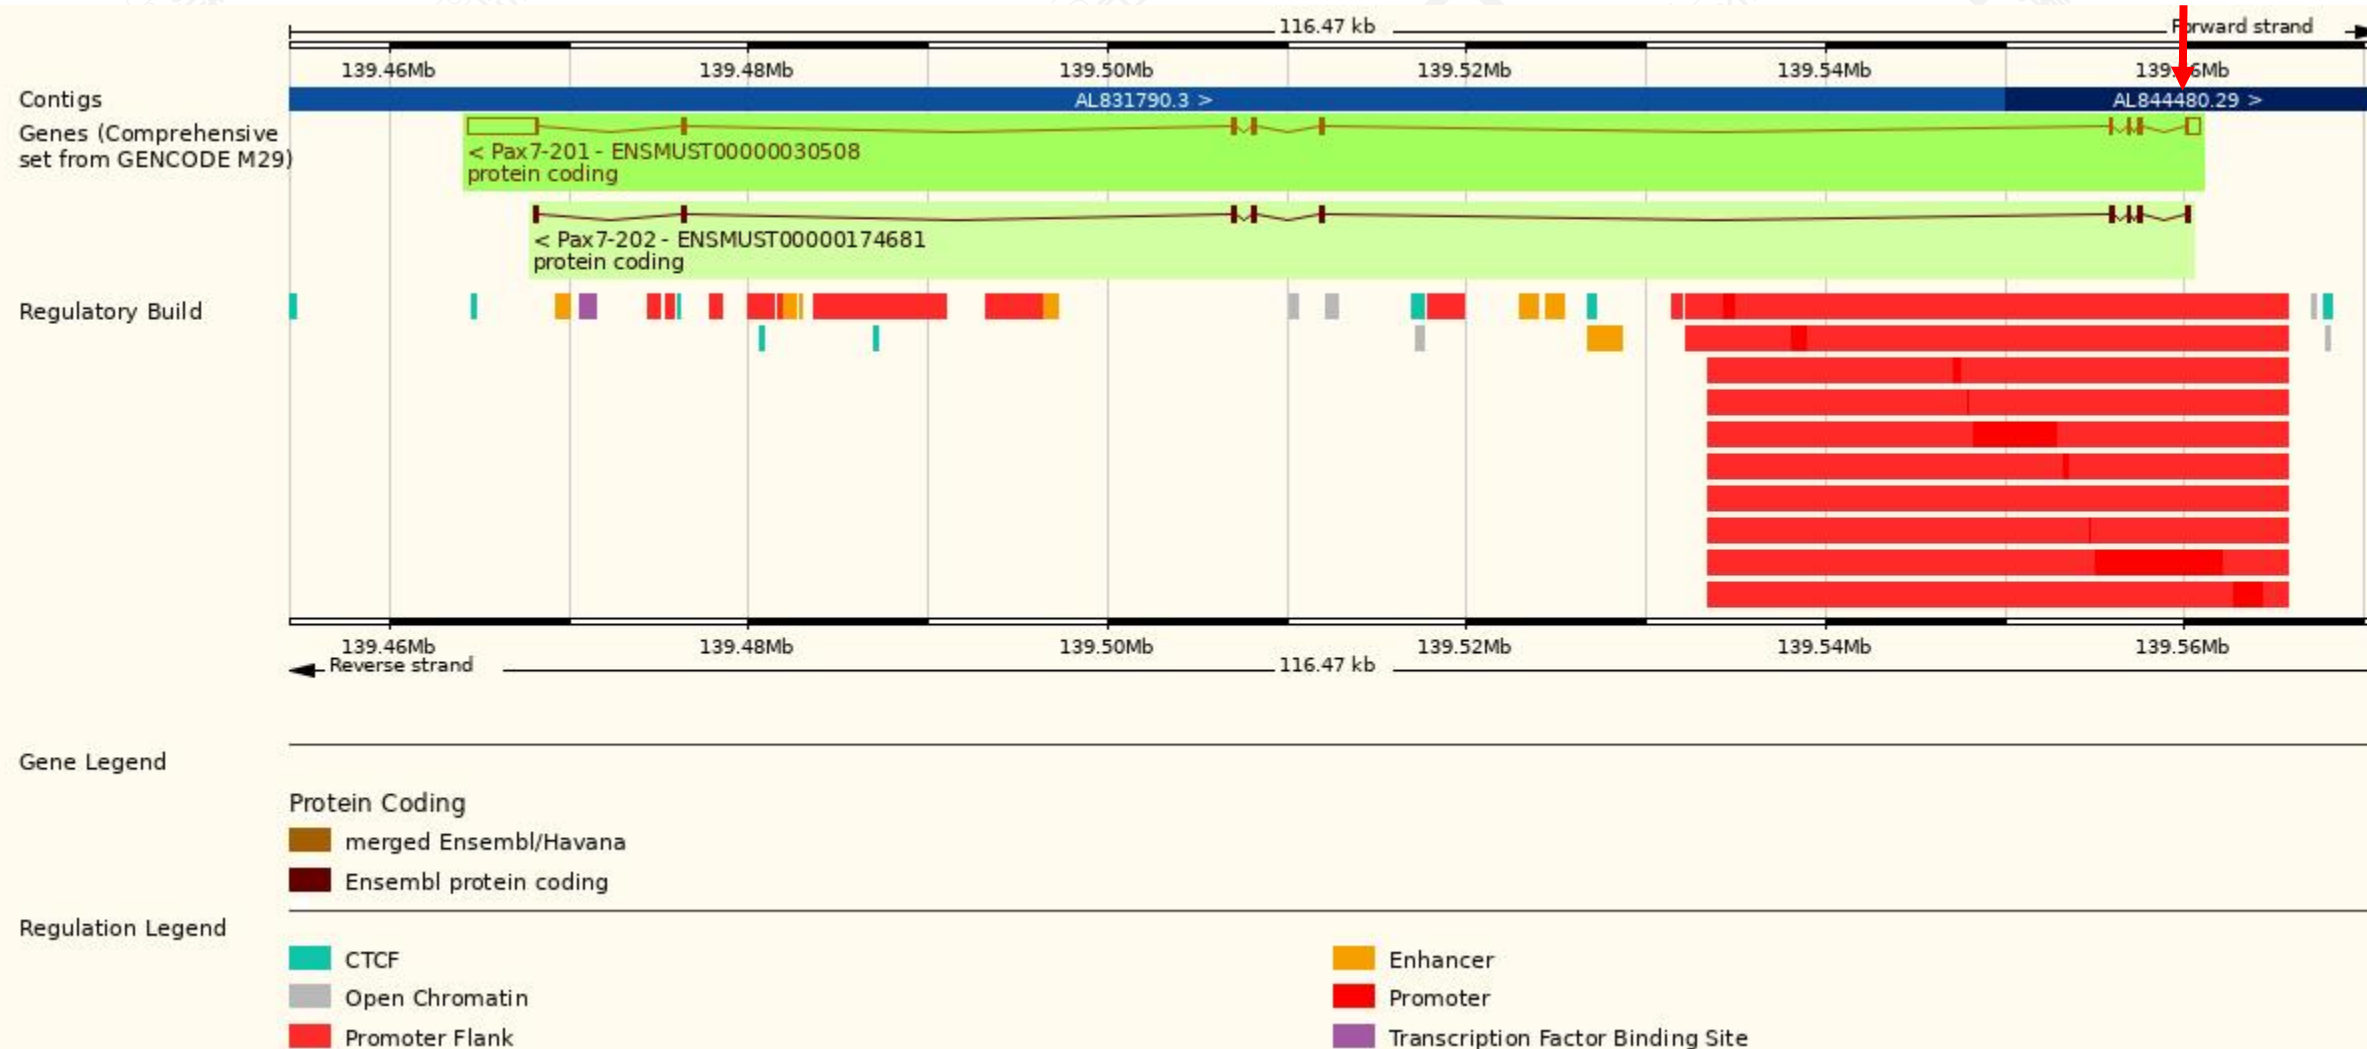 116.47 kb
Forward strand
139.46Mb 139.48Mb 139.50Mb 139.52Mb 139.54Mb
Contigs
AL831790.3 >
AL844480.29 >
Genes (Comprehensive
set from GENCODE M29)
< Pax7-201 - ENSMUST00000030508
protein coding
< Pax7-202 - ENSMUST00000174681
protein coding
Regulatory Build
139.46Mb 139.48Mb 139.50Mb 139.52Mb 139.54Mb 139.56Mb
Reverse strand
116.47 kb
Gene Legend
Protein Coding
merged Ensembl/Havana
Ensembl protein coding
Regulation Legend
CTCF
Enhancer
Open Chromatin
Promoter
Promoter Flank
Transcription Factor Binding Site